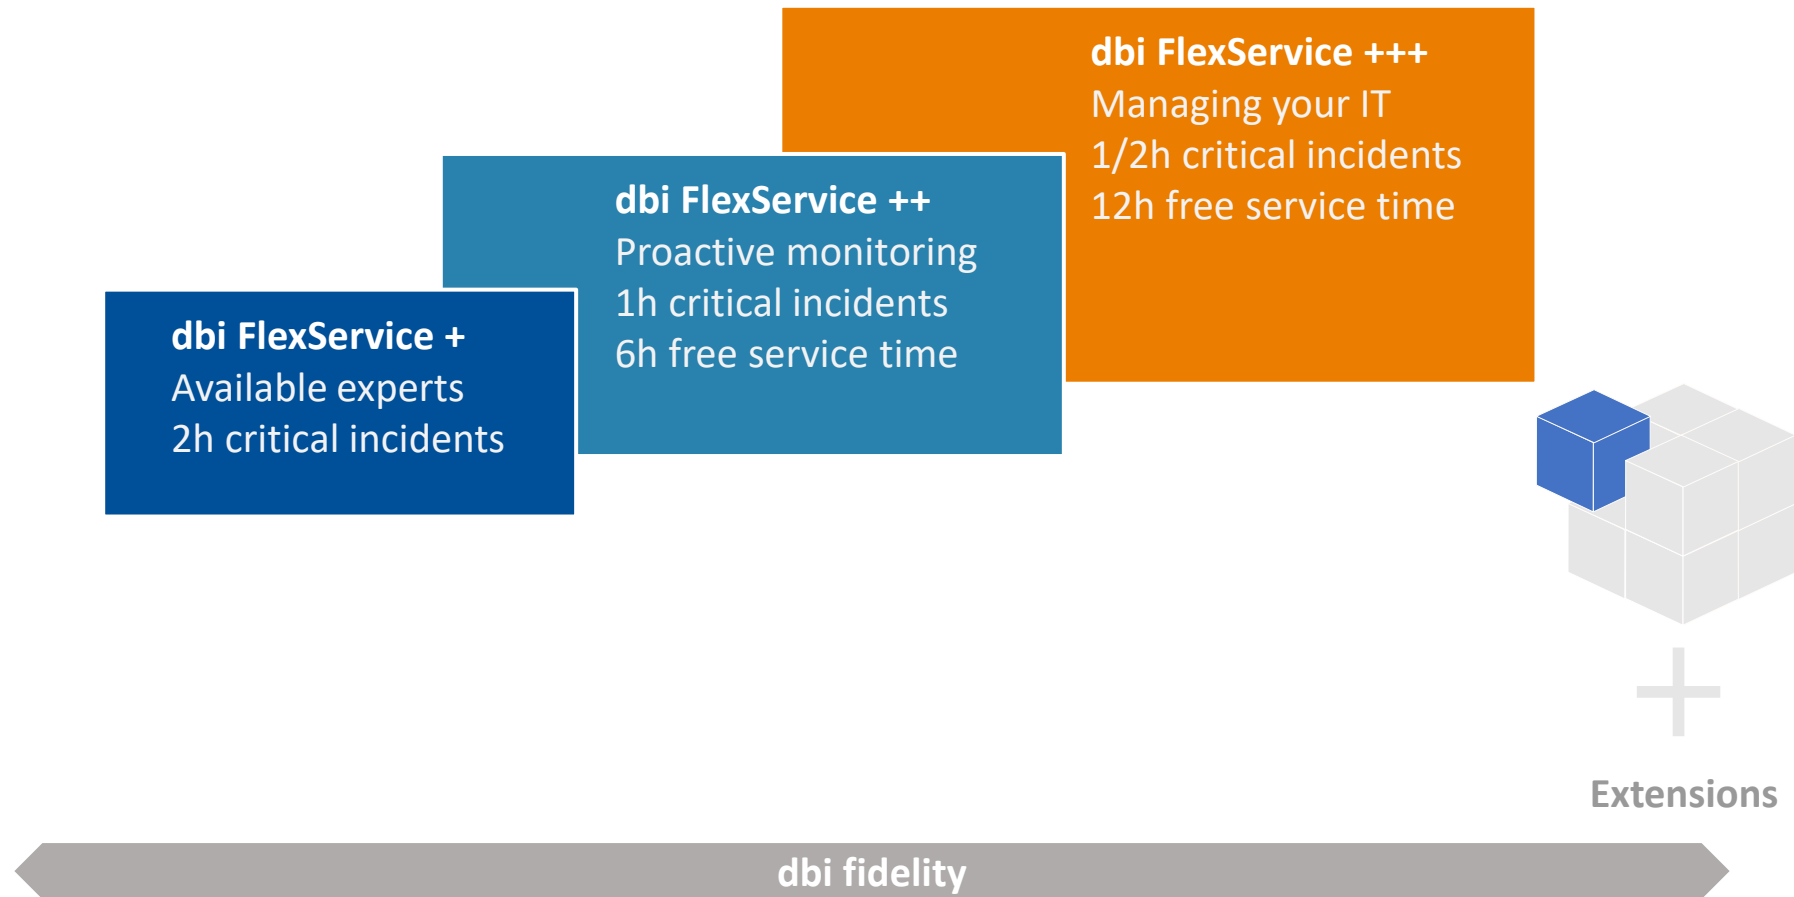 dbi FlexService +++
Managing your IT
1/2h critical incidents
12h free service time
dbi FlexService ++
Proactive monitoring
1h critical incidents
6h free service time
dbi FlexService +
Available experts
2h critical incidents
+
Extensions
dbi fidelity